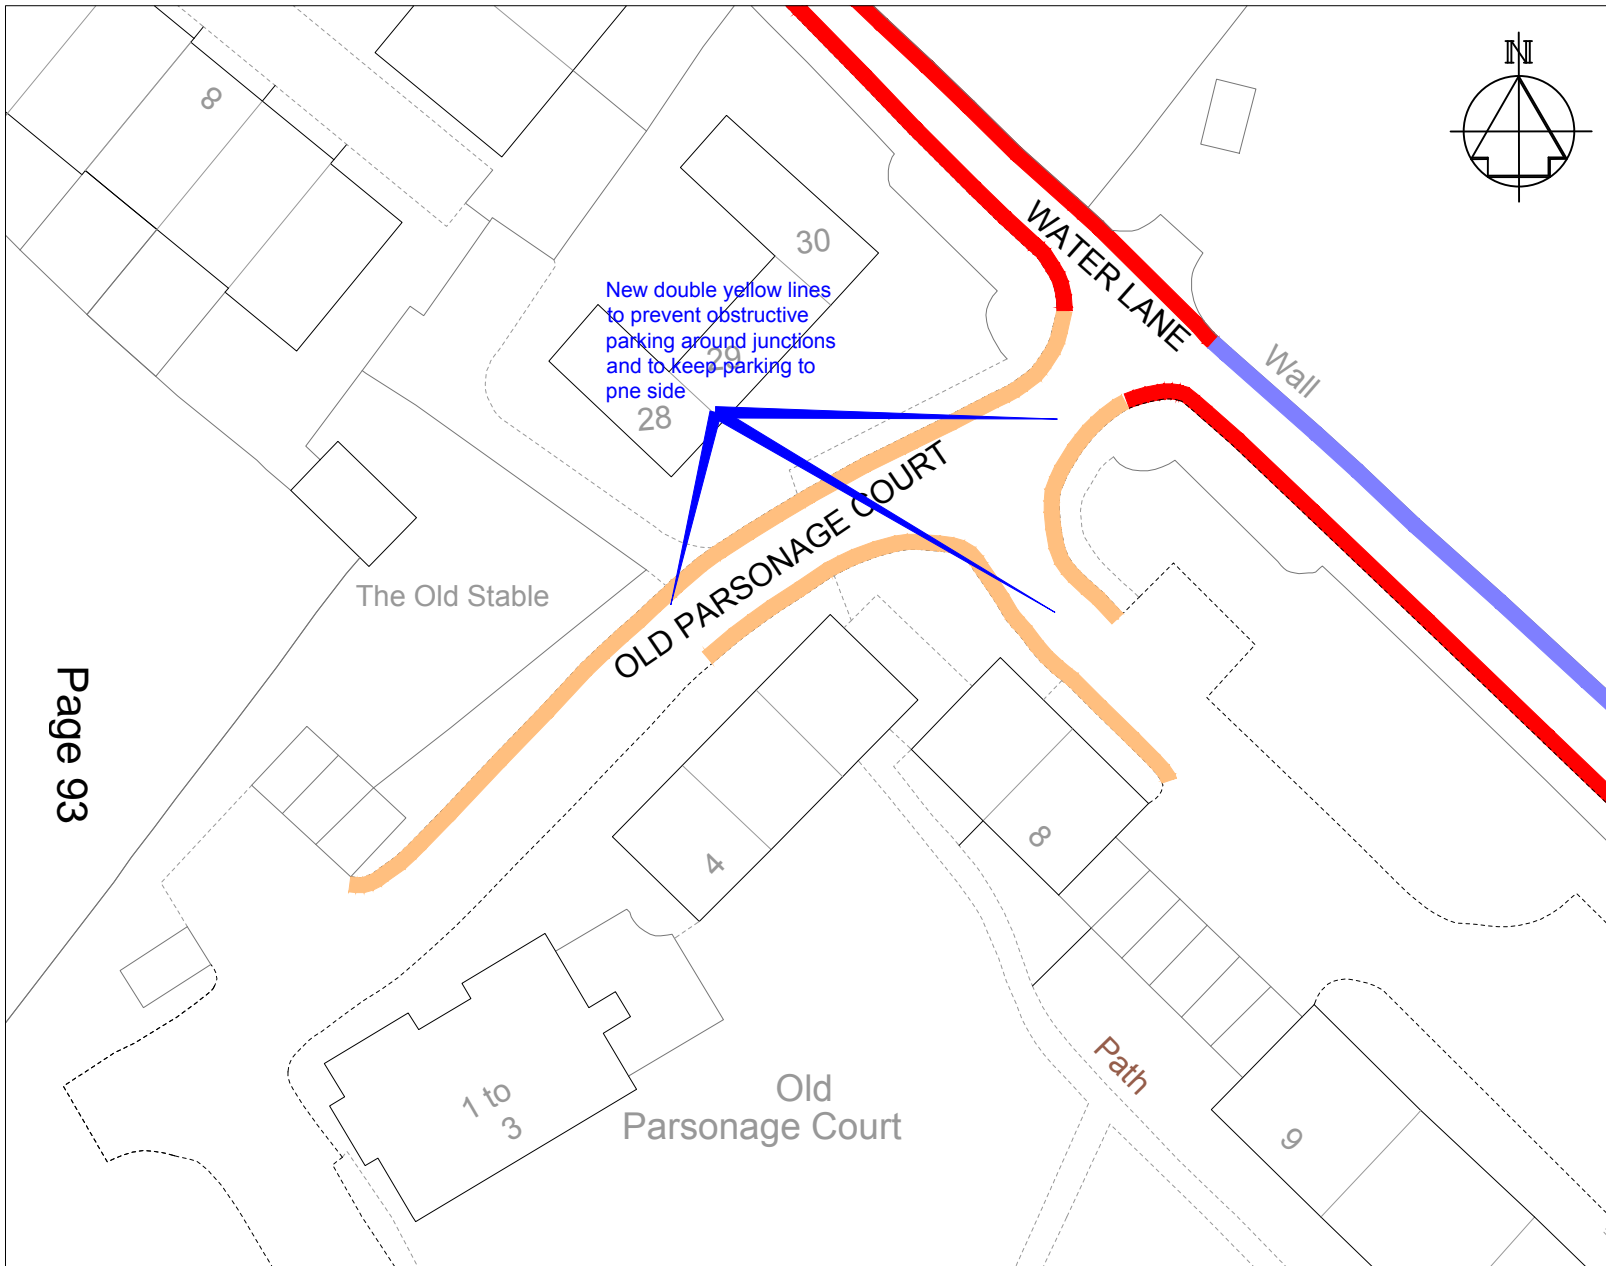 N
8
30
WATER LANE
New double yellow lines
to prevent obstructive
parking around junctions
and to keep parking to
pne side
29
28
Wall
OLD PARSONAGE COURT
The Old Stable
Page 93
4
8
Path
1 to
3
Old
Parsonage Court
9